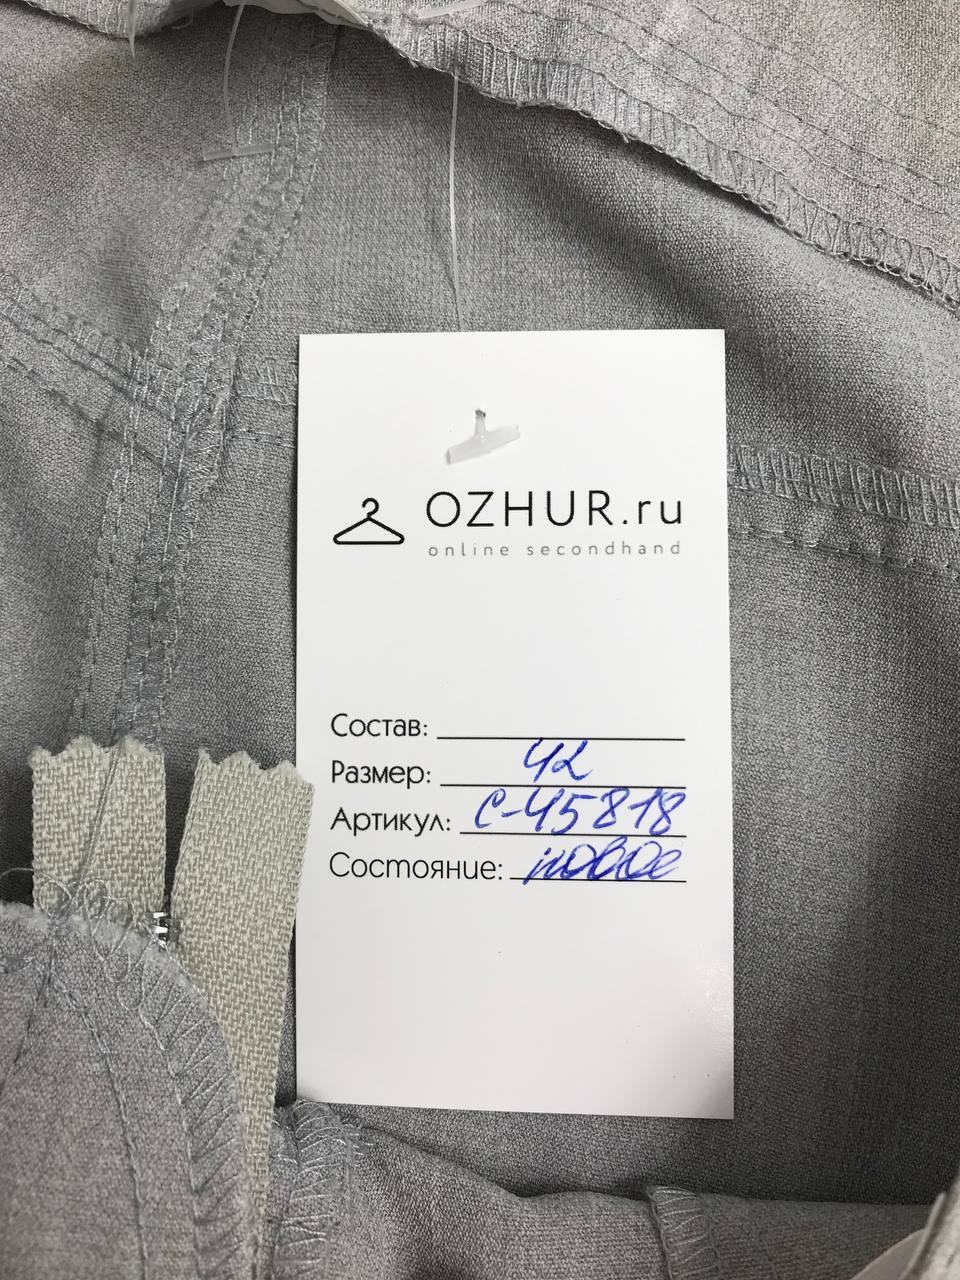 OZHUR.ru
online secondhand
Состав:
Размер: 42
Артикул: С-45818
Состояние: новое